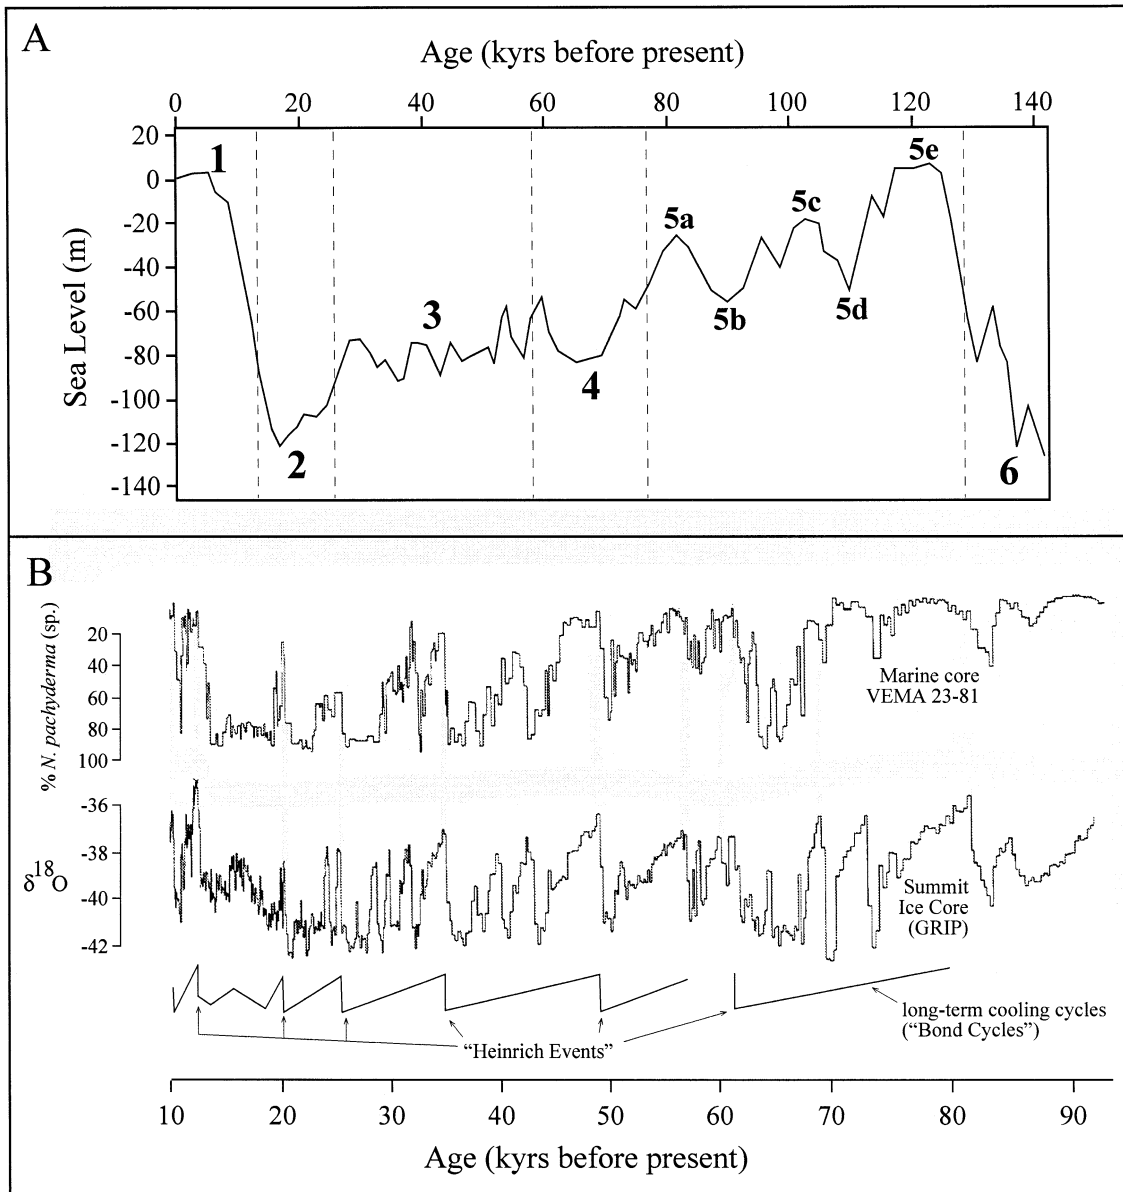 A
Age (kyrs before present)
0 20 40 60 80 100 120 140
20
0
-20
-40
-60
-80
-100
-120
-140
Sea Level (m)
1
2
3
4
5a
5b
5c
5d
5e
6
B
% N. pachyderma (sp.)
20
40
60
80
100
Marine core
VEMA 23-81
δ18O
-36
-38
-40
-42
Summit
Ice Core
(GRIP)
long-term cooling cycles
("Bond Cycles")
"Heinrich Events"
10 20 30 40 50 60 70 80 90
Age (kyrs before present)